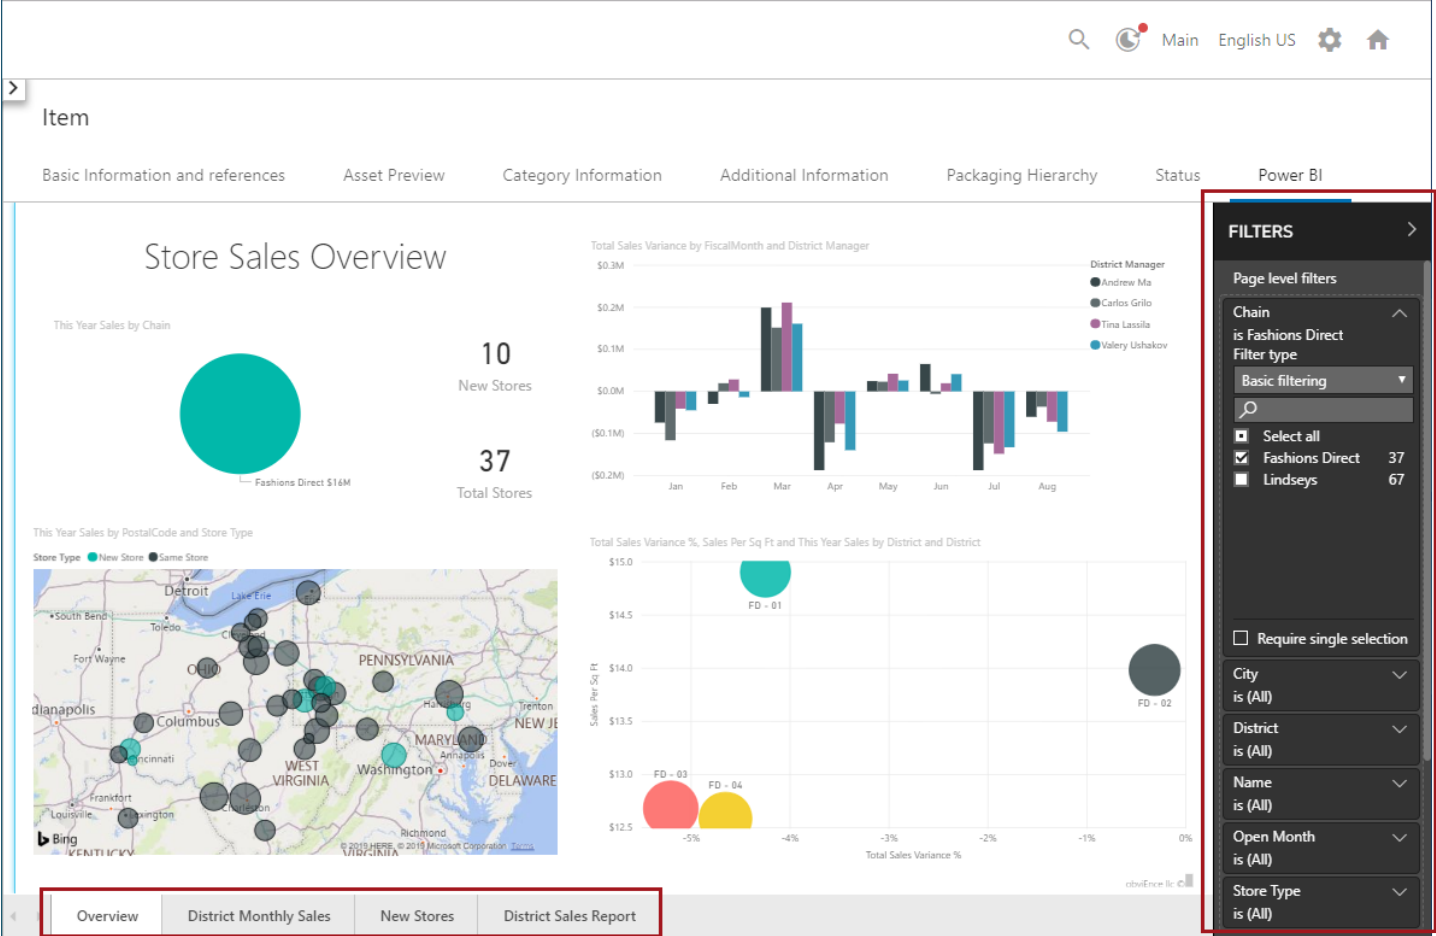 Main English US
Item
Basic Information and references Asset Preview Category Information Additional Information Packaging Hierarchy Status Power BI
Store Sales Overview
This Year Sales by Chain
Fashions Direct $16M
10
New Stores
37
Total Stores
Total Sales Variance by FiscalMonth and District Manager
$0.3M
$0.2M
$0.1M
$0.0M
($0.1M)
($0.2M)
Jan Feb Mar Apr May Jun Jul Aug
District Manager
Andrew Ma
Carlos Grilo
Tina Lassila
Valery Ushakov
This Year Sales by PostalCode and Store Type
Store Type New Store Same Store
Detroit
Lake Erie
Erie
South Bend
Toledo
Cleveland
Fort Wayne
OHIO
PENNSYLVANIA
dianapolis
Columbus
Trenton
NEW JE
MARYLAND
Annapolis
Cincinnati
WEST
VIRGINIA
Washington
Dover
DELAWARE
Frankfort
Charleston
Louisville
Lexington
Richmond
Bing
© 2019 HERE, © 2019 Microsoft Corporation Terms
KENTUCKY
VIRGINIA
Total Sales Variance %, Sales Per Sq Ft and This Year Sales by District and District
$15.0
$14.5
$14.0
$13.5
$13.0
$12.5
Sales Per Sq Ft
FD - 01
FD - 02
FD - 03
FD - 04
-5% -4% -3% -2% -1% 0%
Total Sales Variance %
obviEnce llc ©
Overview District Monthly Sales New Stores District Sales Report
FILTERS
Page level filters
Chain
is Fashions Direct
Filter type
Basic filtering
Select all
Fashions Direct 37
Lindseys 67
Require single selection
City
is (All)
District
is (All)
Name
is (All)
Open Month
is (All)
Store Type
is (All)